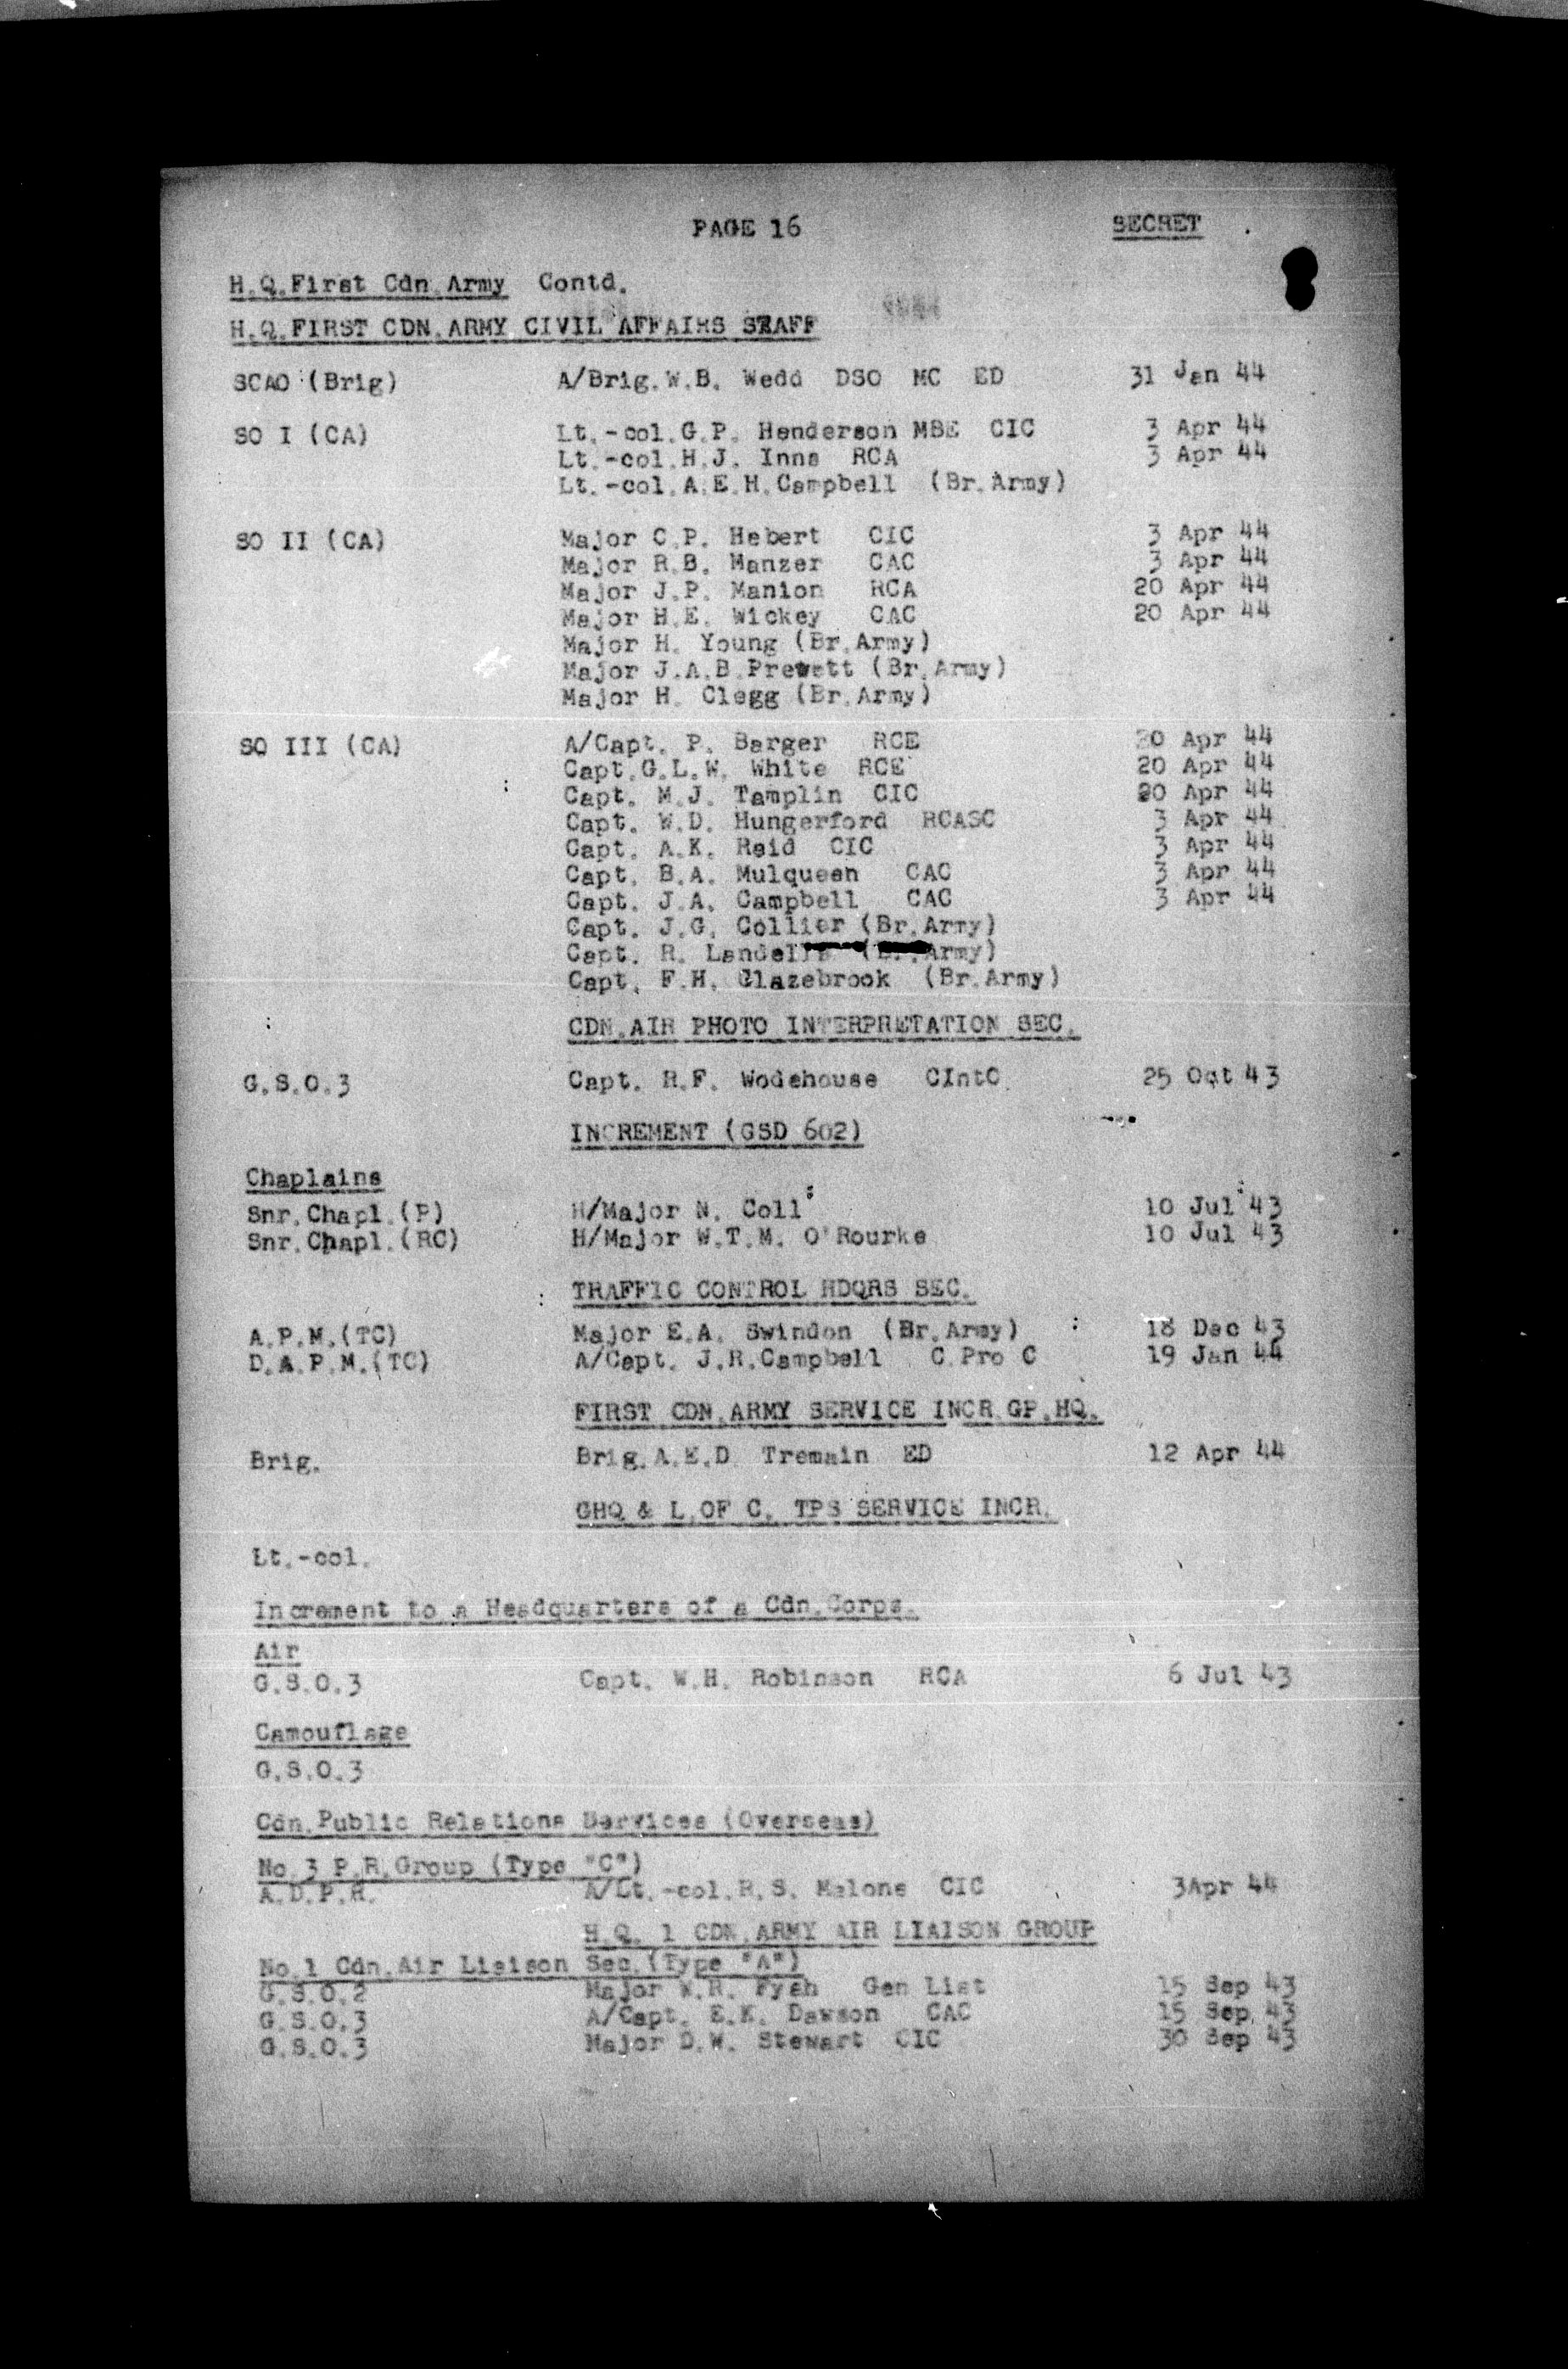 PAGE 16 SECRET
H.Q.First Cdn.Army Contd.
H.Q.FIRST CDN.ARMY CIVIL AFFAIRS STAFF
SCAO (Brig) A/Brig.W.B. Wedd DSO MC ED 31 Jan 44
SO I (CA) Lt.-col.G.P. Henderson MBE CIC 3 Apr 44
Lt.-col.H.J. Inns RCA 3 Apr 44
Lt.-col.A.E.H.Campbell (Br.Army)
SO II (CA) Major C.P. Hebert CIC 3 Apr 44
Major R.B. Manzer CAC 3 Apr 44
Major J.P. Manion RCA 20 Apr 44
Major H.E. Wickey CAC 20 Apr 44
Major H. Young (Br.Army)
Major J.A.B.Prewett (Br.Army)
Major H. Clegg (Br.Army)
SO III (CA) A/Capt. P. Barger RCE 20 Apr 44
Capt.G.L.W. White RCE 20 Apr 44
Capt. M.J. Tamplin CIC 20 Apr 44
Capt. W.D. Hungerford RCASC 3 Apr 44
Capt. A.K. Reid CIC 3 Apr 44
Capt. B.A. Mulqueen CAC 3 Apr 44
Capt. J.A. Campbell CAC 3 Apr 44
Capt. J.G. Collier (Br.Army)
Capt. R. (Br.Army)
Capt. F.H. Glazebrook (Br.Army)
CDN.AIR PHOTO INTERPRETATION SEC.
G.S.O.3 Capt. R.F. Wodehouse CIntC. 25 Oct 43
INCREMENT (GSD 602)
Chaplains
Snr.Chapl.(P) H/Major N. Coll 10 Jul 43
Snr.Chapl.(RC) H/Major W.T.M. O'Rourke 10 Jul 43
TRAFFIC CONTROL HDQRS SEC.
A.P.M.(TC) Major E.A. Swindon (Br.Army) 18 Dec 43
D.A.P.M.(TC) A/Capt. J.R.Campbell C.Pro C 19 Jan 44
FIRST CDN.ARMY SERVICE INCR.GP.HQ.
Brig. Brig.A.E.D. Tremain ED 12 Apr 44
GHQ & L.OF C. TPS SERVICE INCR.
Lt.-col.
Increment to a Headquarters of a Cdn.Corps.
Air
G.S.O.3 Capt. W.H. Robinson RCA 6 Jul 43
Camouflage
G.S.O.3
Cdn.Public Relations Services (Overseas)
No.3 P.R.Group (Type "C")
A.D.P.R. A/Lt.-col.R.S. Malone CIC 3Apr 44
H.Q. 1 CDN.ARMY AIR LIAISON GROUP
No.1 Cdn.Air Liaison Sec.(Type "A")
G.S.O.2 Major W.R. Fysh Gen List 15 Sep 43
G.S.O.3 A/Capt. E.K. Dawson CAC 15 Sep 43
G.S.O.3 Major D.W. Stewart CIC 30 Sep 43